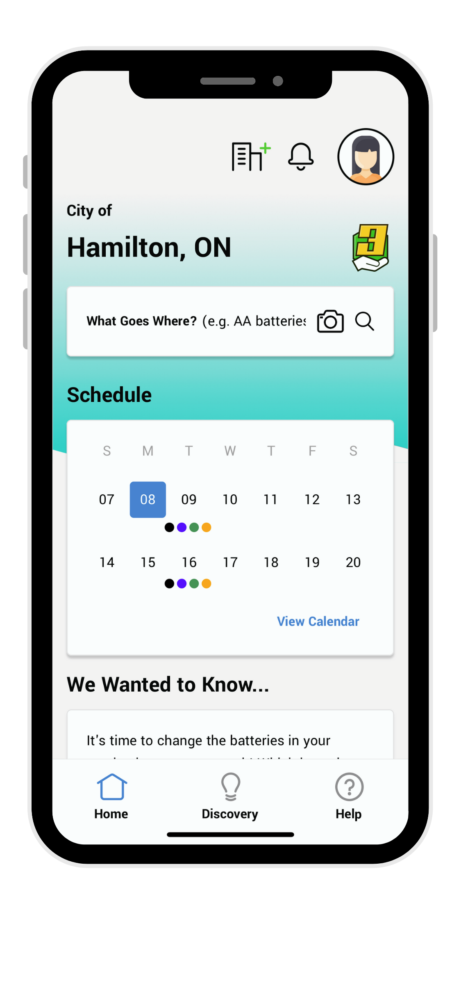 City of
Hamilton, ON
What Goes Where? (e.g. AA batteries
Schedule
S M T W T F S
07 08 09 10 11 12 13
14 15 16 17 18 19 20
View Calendar
We Wanted to Know...
It's time to change the batteries in your
Home Discovery Help